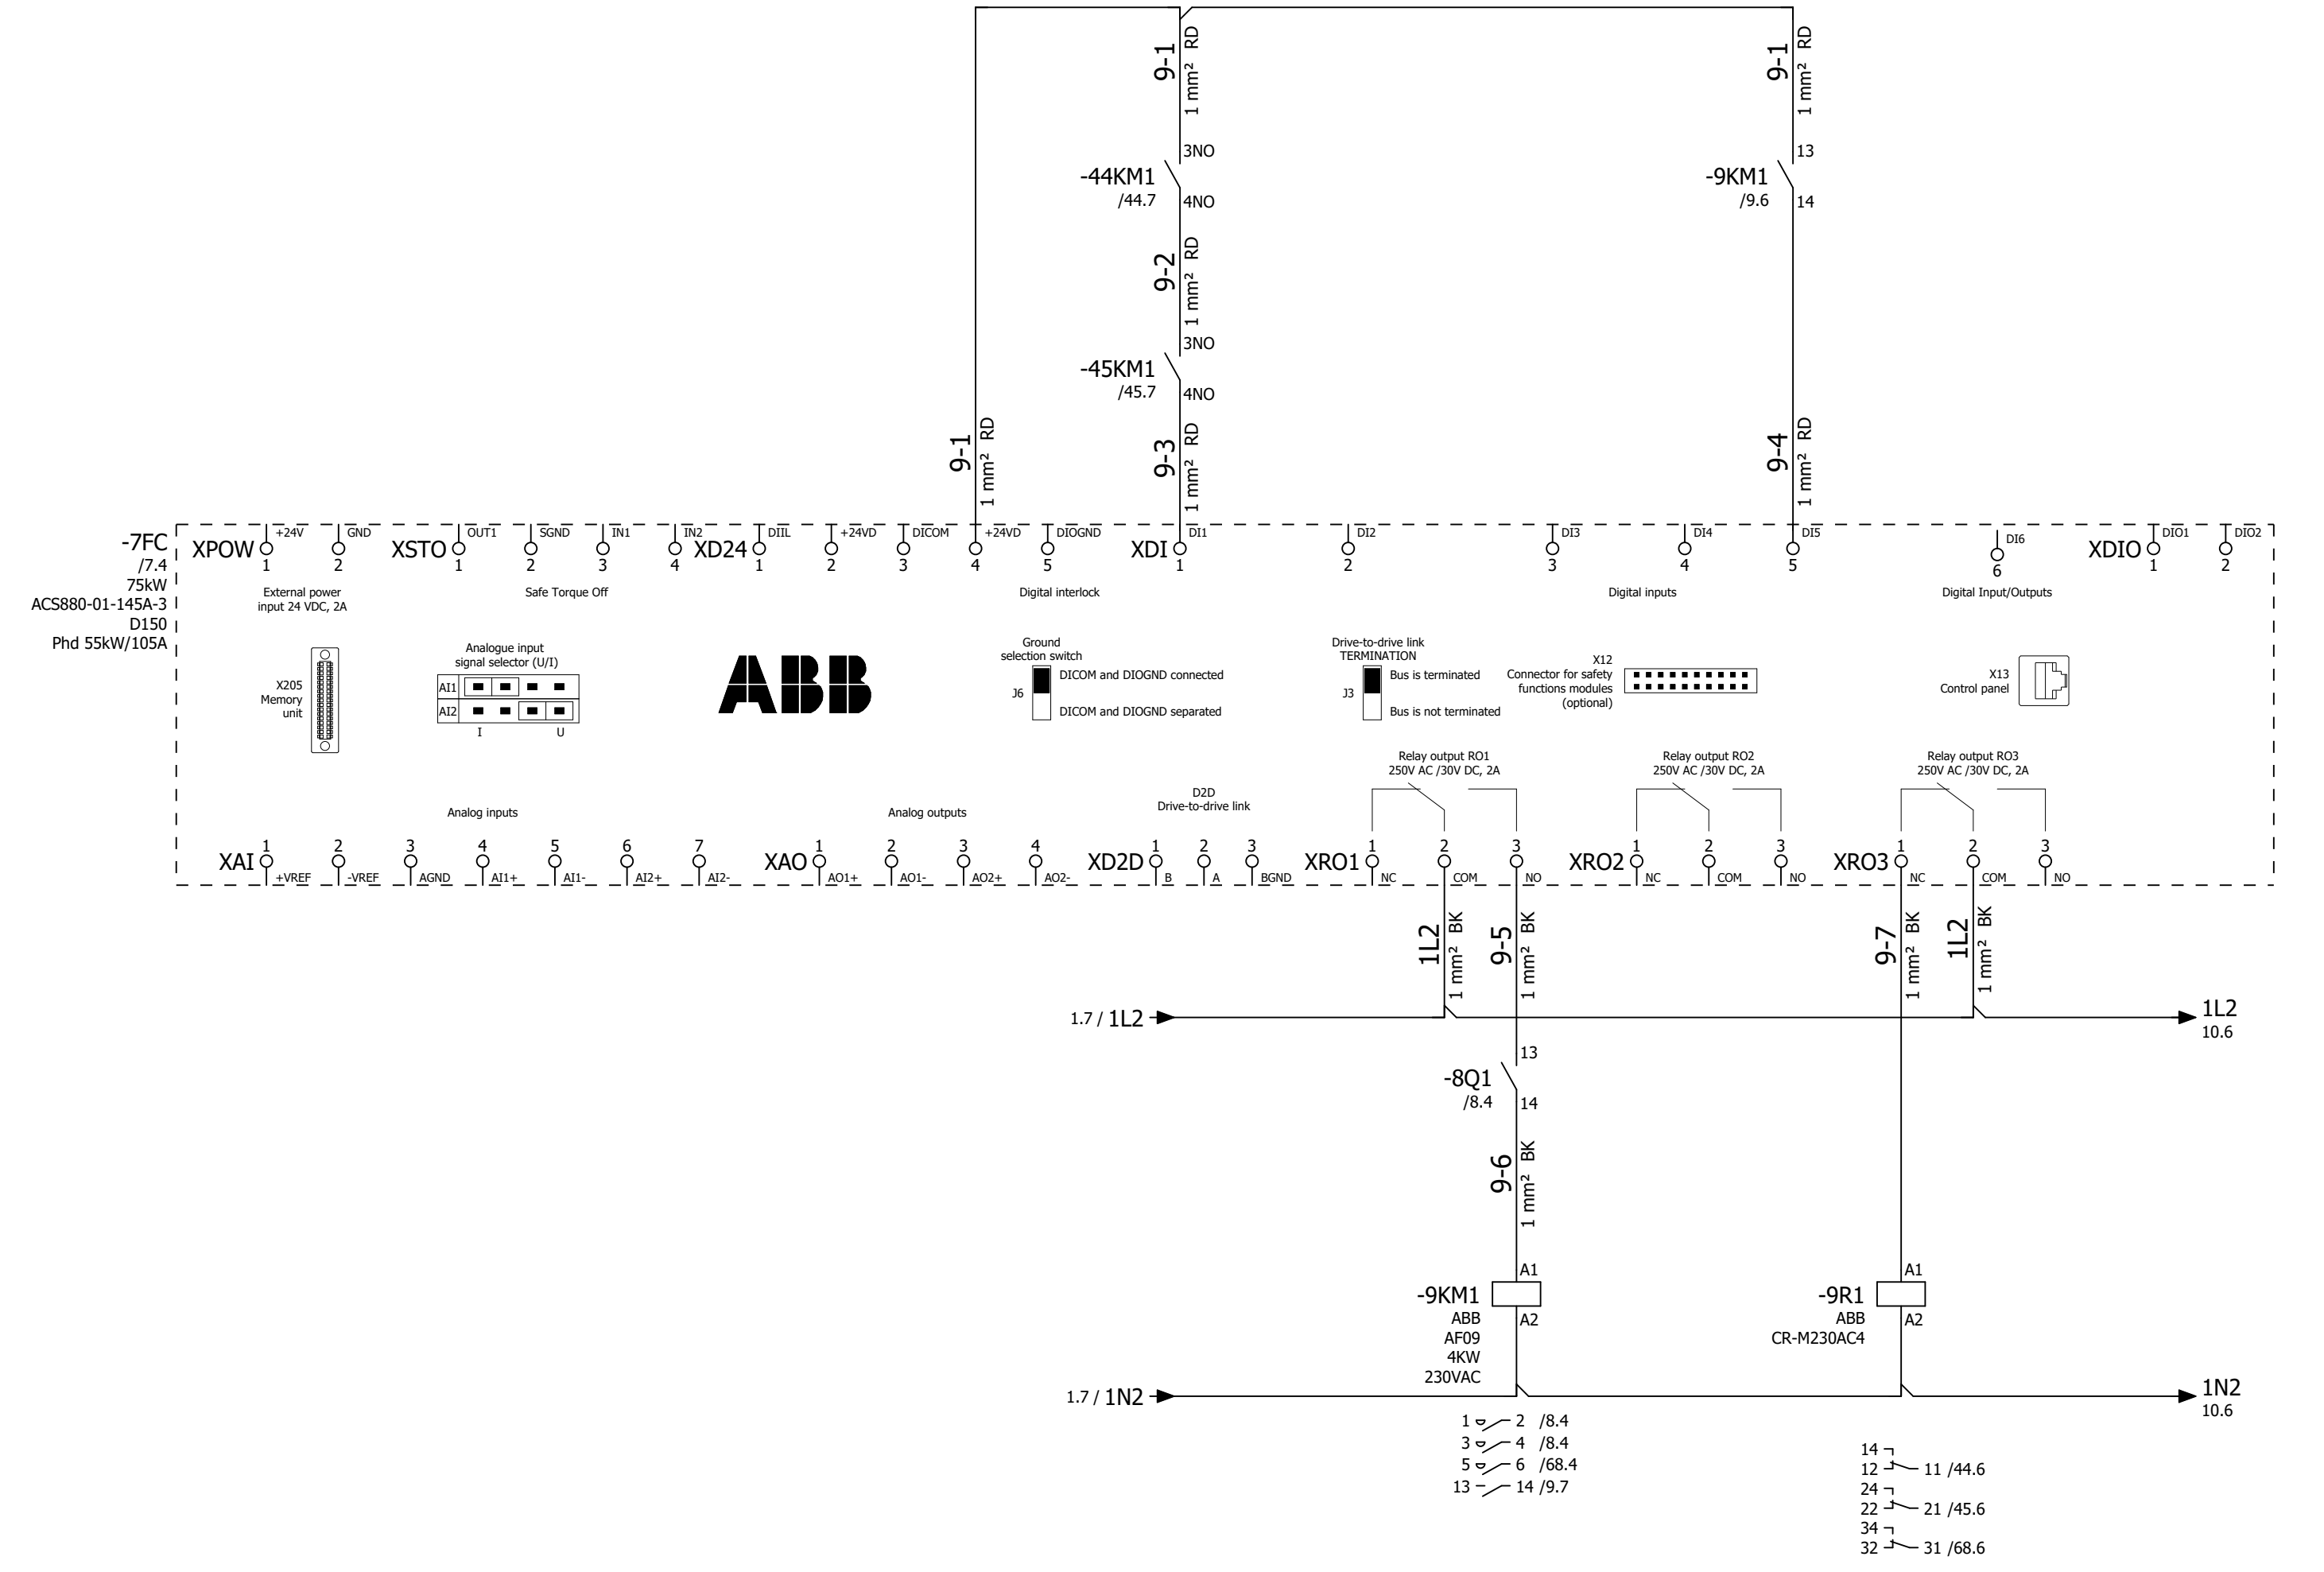 9-1
1 mm² RD
9-1
1 mm² RD
3NO
-44KM1
/44.7
4NO
13
-9KM1
/9.6
14
9-2
1 mm² RD
3NO
-45KM1
/45.7
4NO
9-1
1 mm² RD
9-3
1 mm² RD
9-4
1 mm² RD
-7FC
/7.4
75kW
ACS880-01-145A-3
D150
Phd 55kW/105A
+24V GND OUT1 SGND IN1 IN2 DIIL +24VD DICOM +24VD DIOGND DI1 DI2 DI3 DI4 DI5 DI6 DIO1 DIO2
XPOW XSTO XD24 XDI XDIO
1 2 1 2 3 4 1 2 3 4 5 1 2 3 4 5 6 1 2
External power
input 24 VDC, 2A
Safe Torque Off
Digital interlock
Digital inputs
Digital Input/Outputs
X205
Memory
unit
Analogue input
signal selector (U/I)
AI1
AI2
I U
ABB
Ground
selection switch
J6
DICOM and DIOGND connected
DICOM and DIOGND separated
Drive-to-drive link
TERMINATION
J3
Bus is terminated
Bus is not terminated
X12
Connector for safety
functions modules
(optional)
X13
Control panel
Relay output RO1
250V AC /30V DC, 2A
Relay output RO2
250V AC /30V DC, 2A
Relay output RO3
250V AC /30V DC, 2A
Analog inputs
Analog outputs
D2D
Drive-to-drive link
1 2 3 4 5 6 7 1 2 3 4 1 2 3 1 2 3 1 2 3 1 2 3
XAI XAO XD2D XRO1 XRO2 XRO3
+VREF -VREF AGND AI1+ AI1- AI2+ AI2- AO1+ AO1- AO2+ AO2- B A BGND NC COM NO NC COM NO NC COM NO
1L2
1 mm² BK
9-5
1 mm² BK
9-7
1 mm² BK
1L2
1 mm² BK
1.7 / 1L2
1L2
10.6
13
-8Q1
/8.4
14
9-6
1 mm² BK
A1
-9KM1
A2
ABB
AF09
4KW
230VAC
A1
-9R1
A2
ABB
CR-M230AC4
1.7 / 1N2
1N2
10.6
1 2 /8.4
3 4 /8.4
5 6 /68.4
13 14 /9.7
14
12 11 /44.6
24
22 21 /45.6
34
32 31 /68.6